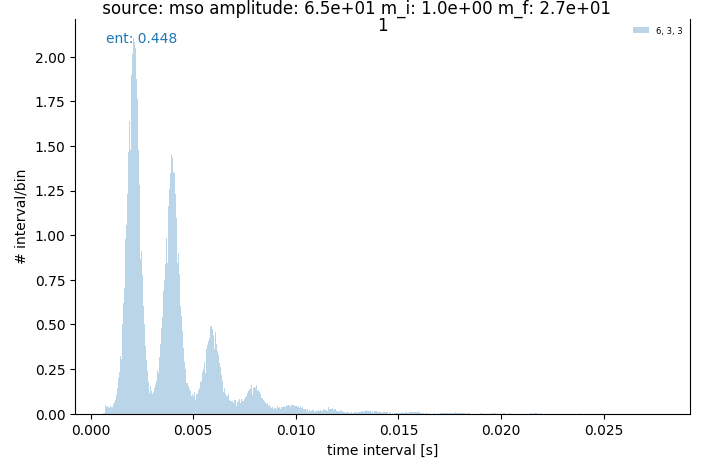 source: mso amplitude: 6.5e+01 m_i: 1.0e+00 m_f: 2.7e+01
1
ent: 0.448
6, 3, 3
2.00
1.75
1.50
1.25
1.00
0.75
0.50
0.25
0.00
# interval/bin
0.000 0.005 0.010 0.015 0.020 0.025
time interval [s]